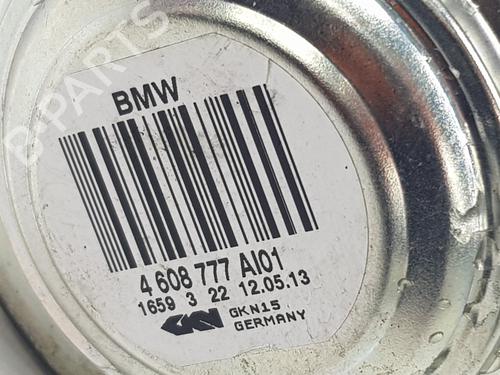 BMW
4 608 777 AI01
1659 3 22 12.05.13
GKN GKN15
GERMANY
B-PARTS